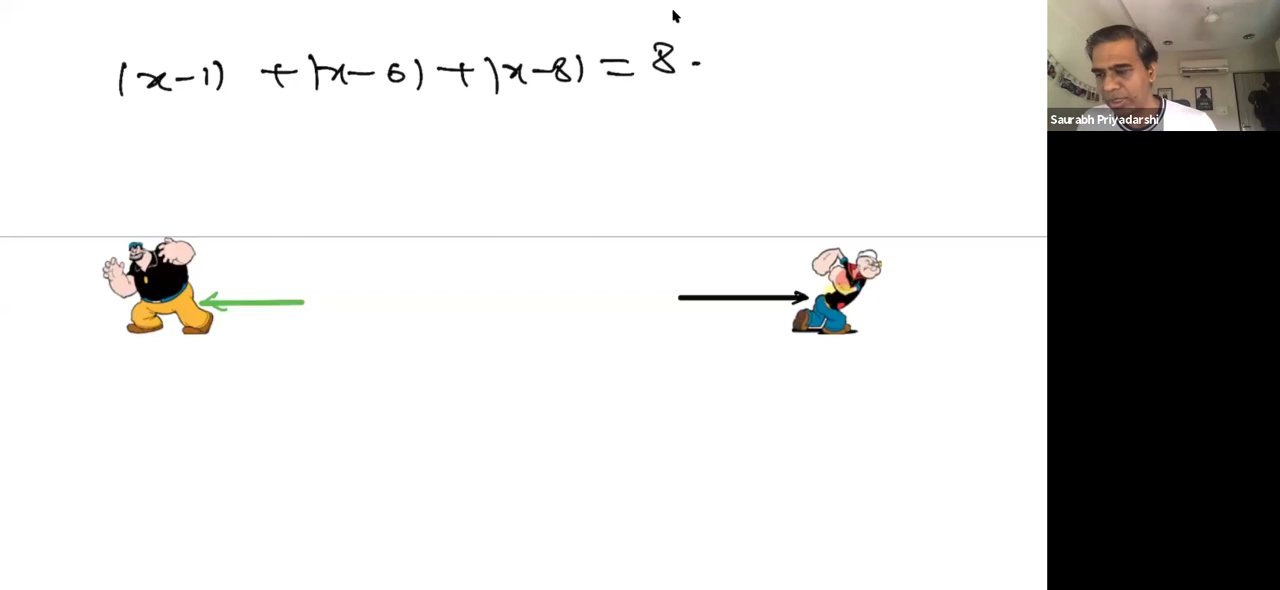 |x-1| + |x-6| + |x-8| = 8.
Saurabh Priyadarshi